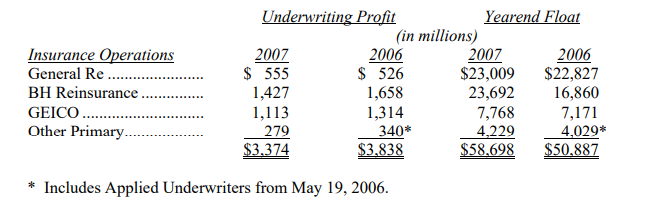 Underwriting Profit Yearend Float
(in millions)
Insurance Operations 2007 2006 2007 2006
General Re ........................ $ 555 $ 526 $23,009 $22,827
BH Reinsurance ............... 1,427 1,658 23,692 16,860
GEICO .............................. 1,113 1,314 7,768 7,171
Other Primary.................... 279 340* 4,229 4,029*
$3,374 $3,838 $58,698 $50,887
* Includes Applied Underwriters from May 19, 2006.